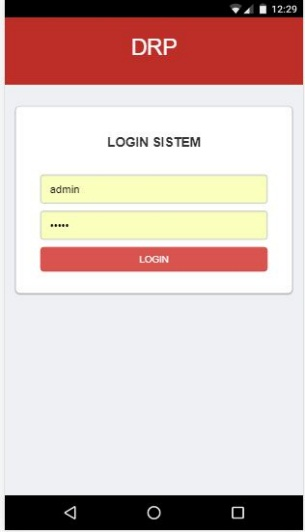 12:29
DRP
LOGIN SISTEM
admin
•••••
LOGIN